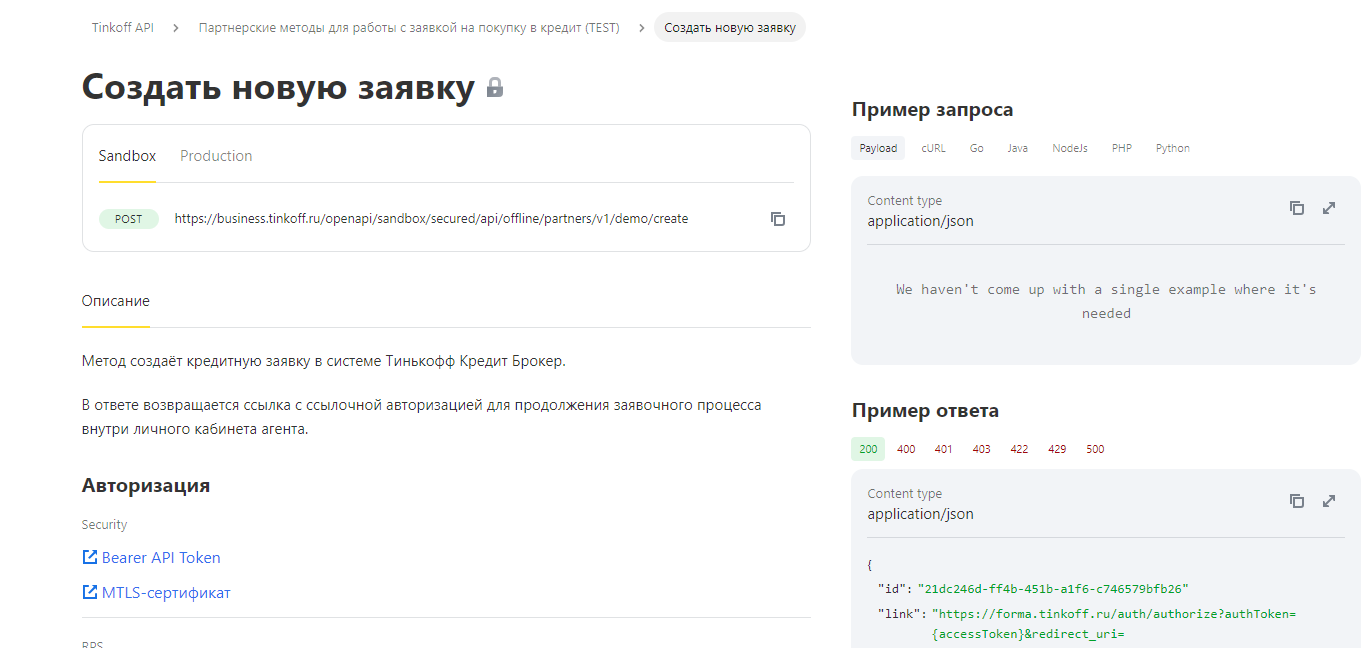 Tinkoff API
Партнерские методы для работы с заявкой на покупку в кредит (TEST)
Создать новую заявку
Создать новую заявку
Sandbox
Production
POST
https://business.tinkoff.ru/openapi/sandbox/secured/api/offline/partners/v1/demo/create
Описание
Метод создаёт кредитную заявку в системе Тинькофф Кредит Брокер.
В ответе возвращается ссылка с ссылочной авторизацией для продолжения заявочного процесса
внутри личного кабинета агента.
Авторизация
Security
Bearer API Token
MTLS-сертификат
RPS
Пример запроса
Payload
cURL
Go
Java
NodeJs
PHP
Python
Content type
application/json
We haven't come up with a single example where it's
needed
Пример ответа
200
400
401
403
422
429
500
Content type
application/json
{
"id": "21dc246d-ff4b-451b-a1f6-c746579bfb26"
"link": "https://forma.tinkoff.ru/auth/authorize?authToken=
{accessToken}&redirect_uri=